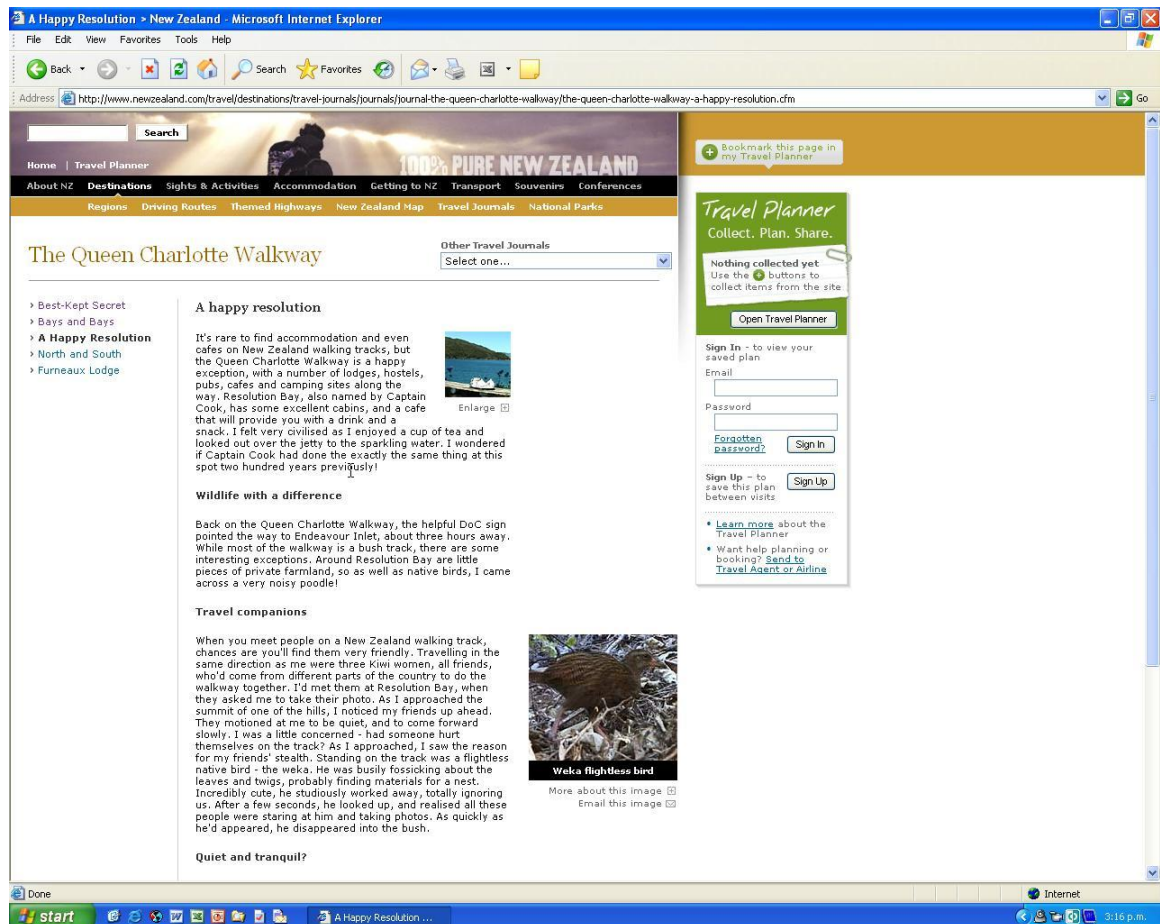 A Happy Resolution > New Zealand - Microsoft Internet Explorer
File Edit View Favorites Tools Help
Back Search Favorites
Address http://www.newzealand.com/travel/destinations/travel-journals/journals/journal-the-queen-charlotte-walkway/the-queen-charlotte-walkway-a-happy-resolution.cfm Go
Search
Home | Travel Planner
100% PURE NEW ZEALAND
About NZ Destinations Sights & Activities Accommodation Getting to NZ Transport Souvenirs Conferences
Regions Driving Routes Themed Highways New Zealand Map Travel Journals National Parks
The Queen Charlotte Walkway
Other Travel Journals
Select one...
› Best-Kept Secret
› Bays and Bays
› A Happy Resolution
› North and South
› Furneaux Lodge
A happy resolution
It's rare to find accommodation and even
cafes on New Zealand walking tracks, but
the Queen Charlotte Walkway is a happy
exception, with a number of lodges, hostels,
pubs, cafes and camping sites along the
way. Resolution Bay, also named by Captain
Cook, has some excellent cabins, and a cafe
that will provide you with a drink and a
snack. I felt very civilised as I enjoyed a cup of tea and
looked out over the jetty to the sparkling water. I wondered
if Captain Cook had done the exactly the same thing at this
spot two hundred years previously!
Enlarge
Wildlife with a difference
Back on the Queen Charlotte Walkway, the helpful DoC sign
pointed the way to Endeavour Inlet, about three hours away.
While most of the walkway is a bush track, there are some
interesting exceptions. Around Resolution Bay are little
pieces of private farmland, so as well as native birds, I came
across a very noisy poodle!
Travel companions
When you meet people on a New Zealand walking track,
chances are you'll find them very friendly. Travelling in the
same direction as me were three Kiwi women, all friends,
who'd come from different parts of the country to do the
walkway together. I'd met them at Resolution Bay, when
they asked me to take their photo. As I approached the
summit of one of the hills, I noticed my friends up ahead.
They motioned at me to be quiet, and to come forward
slowly. I was a little concerned - had someone hurt
themselves on the track? As I approached, I saw the reason
for my friends' stealth. Standing on the track was a flightless
native bird - the weka. He was busily fossicking about the
leaves and twigs, probably finding materials for a nest.
Incredibly cute, he studiously worked away, totally ignoring
us. After a few seconds, he looked up, and realised all these
people were staring at him and taking photos. As quickly as
he'd appeared, he disappeared into the bush.
Weka flightless bird
More about this image
Email this image
Quiet and tranquil?
Bookmark this page in
my Travel Planner
Travel Planner
Collect. Plan. Share.
Nothing collected yet
Use the buttons to
collect items from the site
Open Travel Planner
Sign In - to view your
saved plan
Email
Password
Forgotten
password?
Sign In
Sign Up - to
save this plan
between visits
Sign Up
• Learn more about the
Travel Planner
• Want help planning or
booking? Send to
Travel Agent or Airline
Done
Internet
start
A Happy Resolution ...
3:16 p.m.